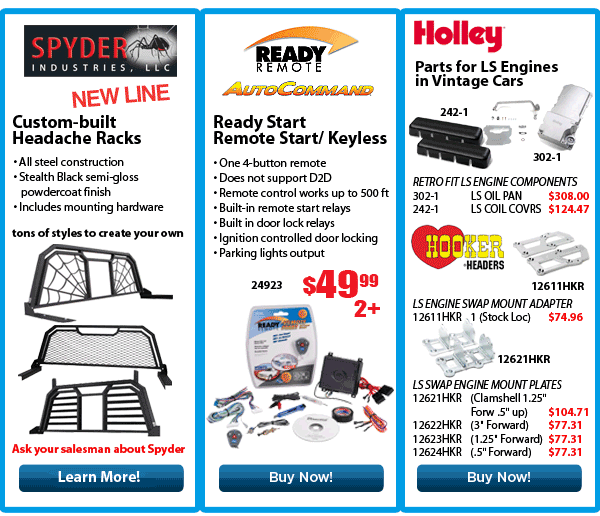 SPYDER
INDUSTRIES, LLC
NEW LINE
Custom-built
Headache Racks
• All steel construction
• Stealth Black semi-gloss
powdercoat finish
• Includes mounting hardware
tons of styles to create your own
Ask your salesman about Spyder
Learn More!
READY
REMOTE
AUTOCOMMAND
Ready Start
Remote Start/ Keyless
• One 4-button remote
• Does not support D2D
• Remote control works up to 500 ft
• Built-in remote start relays
• Built in door lock relays
• Ignition controlled door locking
• Parking lights output
24923
$49.99
2+
READY
Buy Now!
Holley
Parts for LS Engines
in Vintage Cars
242-1
302-1
RETRO FIT LS ENGINE COMPONENTS
302-1 LS OIL PAN $308.00
242-1 LS COIL COVRS $124.47
HOOKER
HEADERS
12611HKR
LS ENGINE SWAP MOUNT ADAPTER
12611HKR 1 (Stock Loc) $74.96
12621HKR
LS SWAP ENGINE MOUNT PLATES
12621HKR (Clamshell 1.25"
Forw .5" up) $104.71
12622HKR (3" Forward) $77.31
12623HKR (1.25" Forward) $77.31
12624HKR (.5" Forward) $77.31
Buy Now!